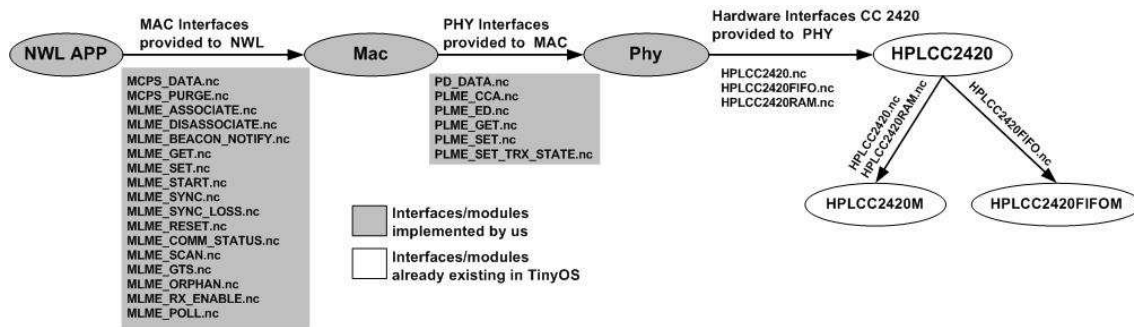 MAC Interfaces
provided to NWL
PHY Interfaces
provided to MAC
Hardware Interfaces CC 2420
provided to PHY
NWL APP
Mac
Phy
HPLCC2420
MCPS_DATA.nc
MCPS_PURGE.nc
MLME_ASSOCIATE.nc
MLME_DISASSOCIATE.nc
MLME_BEACON_NOTIFY.nc
MLME_GET.nc
MLME_SET.nc
MLME_START.nc
MLME_SYNC.nc
MLME_SYNC_LOSS.nc
MLME_RESET.nc
MLME_COMM_STATUS.nc
MLME_SCAN.nc
MLME_GTS.nc
MLME_ORPHAN.nc
MLME_RX_ENABLE.nc
MLME_POLL.nc
PD_DATA.nc
PLME_CCA.nc
PLME_ED.nc
PLME_GET.nc
PLME_SET.nc
PLME_SET_TRX_STATE.nc
HPLCC2420.nc
HPLCC2420FIFO.nc
HPLCC2420RAM.nc
HPLCC2420.nc
HPLCC2420RAM.nc
HPLCC2420FIFO.nc
HPLCC2420M
HPLCC2420FIFOM
Interfaces/modules
implemented by us
Interfaces/modules
already existing in TinyOS